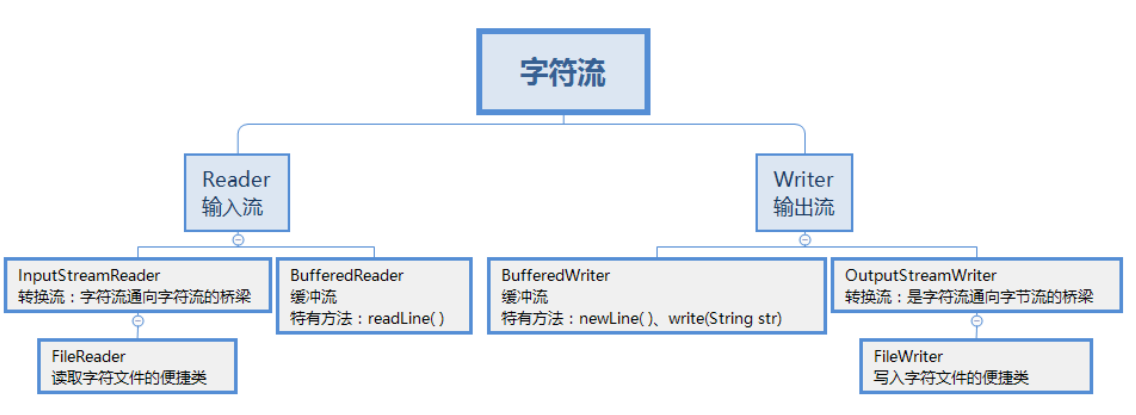 字符流
Reader
输入流
Writer
输出流
InputStreamReader
转换流：字符流通向字符流的桥梁
BufferedReader
缓冲流
特有方法：readLine( )
BufferedWriter
缓冲流
特有方法：newLine( )、write(String str)
OutputStreamWriter
转换流：是字符流通向字节流的桥梁
FileReader
读取字符文件的便捷类
FileWriter
写入字符文件的便捷类